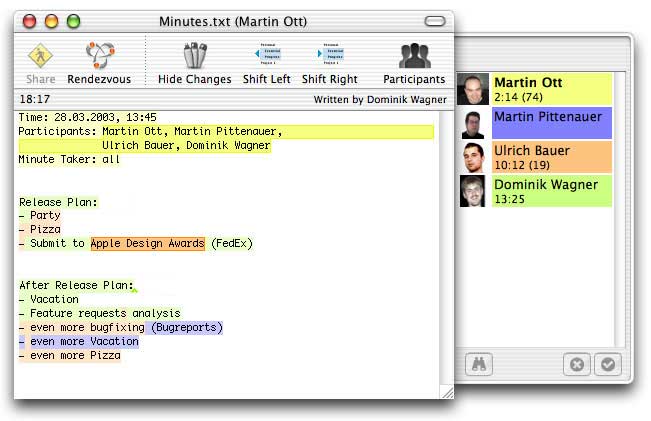 Minutes.txt (Martin Ott)
Share Rendezvous Hide Changes Shift Left Shift Right Participants
18:17 Written by Dominik Wagner
Time: 28.03.2003, 13:45
Participants: Martin Ott, Martin Pittenauer,
Ulrich Bauer, Dominik Wagner
Minute Taker: all
Release Plan:
- Party
- Pizza
- Submit to Apple Design Awards (FedEx)
After Release Plan:
- Vacation
- Feature requests analysis
- even more bugfixing (Bugreports)
- even more Vacation
- even more Pizza
Martin Ott
2:14 (74)
Martin Pittenauer
Ulrich Bauer
10:12 (19)
Dominik Wagner
13:25